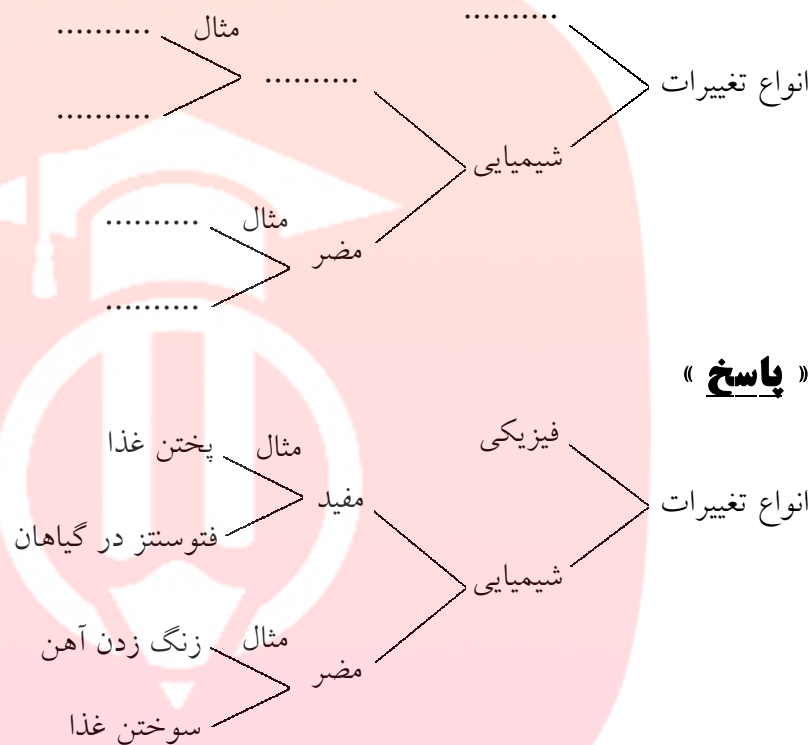 ..........
مثال ..........
انواع تغییرات
..........
..........
شیمیایی
مثال ..........
مضر
..........
« پاسخ »
فیزیکی
مثال پختن غذا
مفید
انواع تغییرات
فتوسنتز در گیاهان
شیمیایی
مثال زنگ زدن آهن
مضر
سوختن غذا